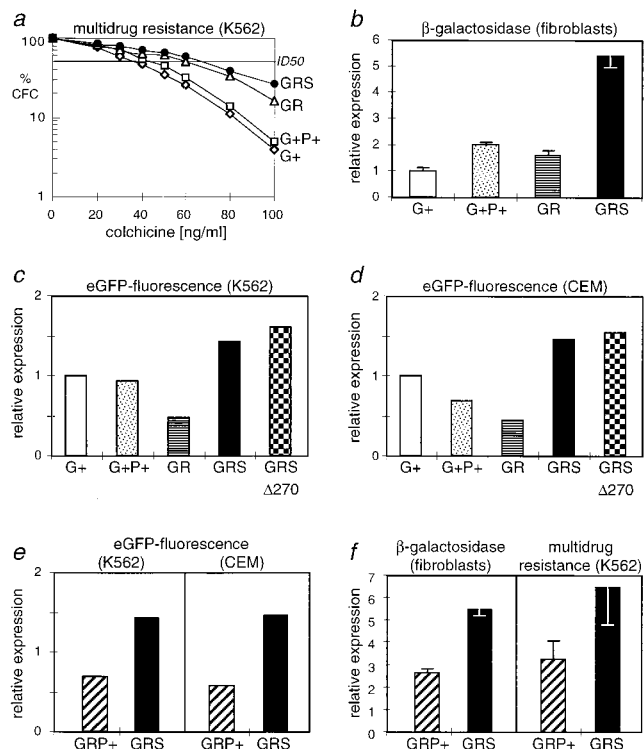 a
multidrug resistance (K562)
100
ID50
%
CFC
GRS
GR
10
G+P+
G+
1
0 20 40 60 80 100
colchicine [ng/ml]
b
β-galactosidase (fibroblasts)
relative expression
6
5
4
3
2
1
0
G+ G+P+ GR GRS
c
eGFP-fluorescence (K562)
relative expression
2
1
0
G+ G+P+ GR GRS GRS
Δ270
d
eGFP-fluorescence (CEM)
relative expression
2
1
0
G+ G+P+ GR GRS GRS
Δ270
e
eGFP-fluorescence
(K562) (CEM)
relative expression
2
1
0
GRP+ GRS GRP+ GRS
f
β-galactosidase
(fibroblasts)
multidrug
resistance (K562)
relative expression
7
6
5
4
3
2
1
0
GRP+ GRS GRP+ GRS